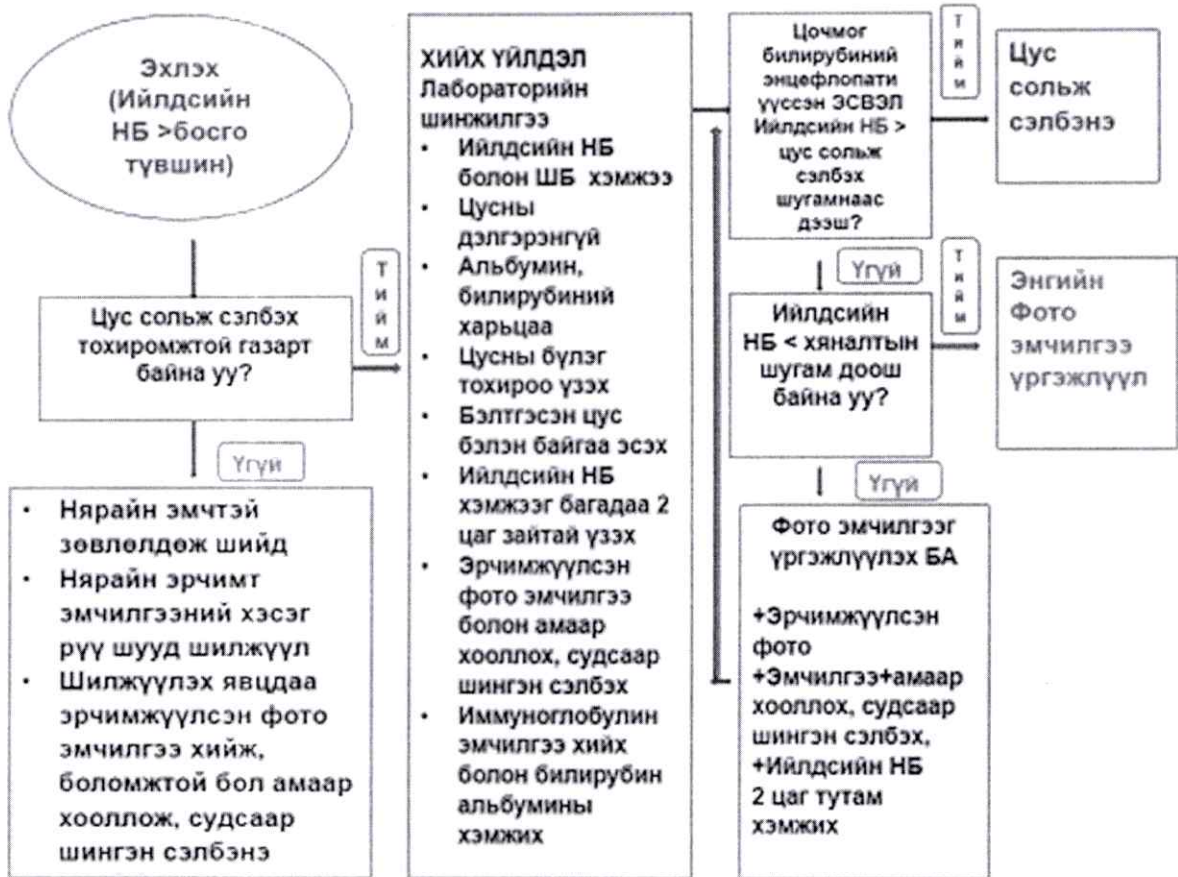 Эхлэх
(Ийлдсийн
НБ >босго
түвшин)
Цус сольж сэлбэх
тохиромжтой газарт
байна уу?
Үгүй
• Нярайн эмчтэй
зөвлөлдөж шийд
• Нярайн эрчимт
эмчилгээний хэсэг
рүү шууд шилжүүл
• Шилжүүлэх явцдаа
эрчимжүүлсэн фото
эмчилгээ хийж,
боломжтой бол амаар
хооллож, судсаар
шингэн сэлбэнэ
Тийм
ХИЙХ ҮЙЛДЭЛ
Лабораторийн
шинжилгээ
• Ийлдсийн НБ
болон ШБ хэмжээ
• Цусны
дэлгэрэнгүй
• Альбумин,
билирубиний
харьцаа
• Цусны бүлэг
тохироо үзэх
• Бэлтгэсэн цус
бэлэн байгаа эсэх
• Ийлдсийн НБ
хэмжээг багадаа 2
цаг зайтай үзэх
• Эрчимжүүлсэн
фото эмчилгээ
болон амаар
хооллох, судсаар
шингэн сэлбэх
• Иммуноглобулин
эмчилгээ хийх
болон билирубин
альбумины
хэмжих
Цочмог
билирубиний
энцефлопати
үүссэн ЭСВЭЛ
Ийлдсийн НБ >
цус сольж
сэлбэх
шугамнаас
дээш?
Тийм
Цус
сольж
сэлбэнэ
Үгүй
Ийлдсийн
НБ < хяналтын
шугам доош
байна уу?
Тийм
Энгийн
Фото
эмчилгээ
үргэжлүүл
Үгүй
Фото эмчилгээг
үргэжлүүлэх БА
+Эрчимжүүлсэн
фото
+Эмчилгээ+амаар
хооллох, судсаар
шингэн сэлбэх,
+Ийлдсийн НБ
2 цаг тутам
хэмжих